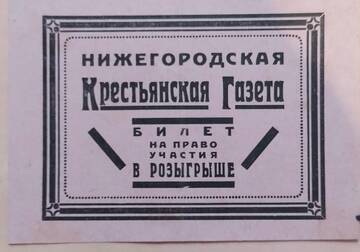 НИЖЕГОРОДСКАЯ
Крестьянская Газета
БИЛЕТ
НА ПРАВО
УЧАСТИЯ
В РОЗЫГРЫШЕ